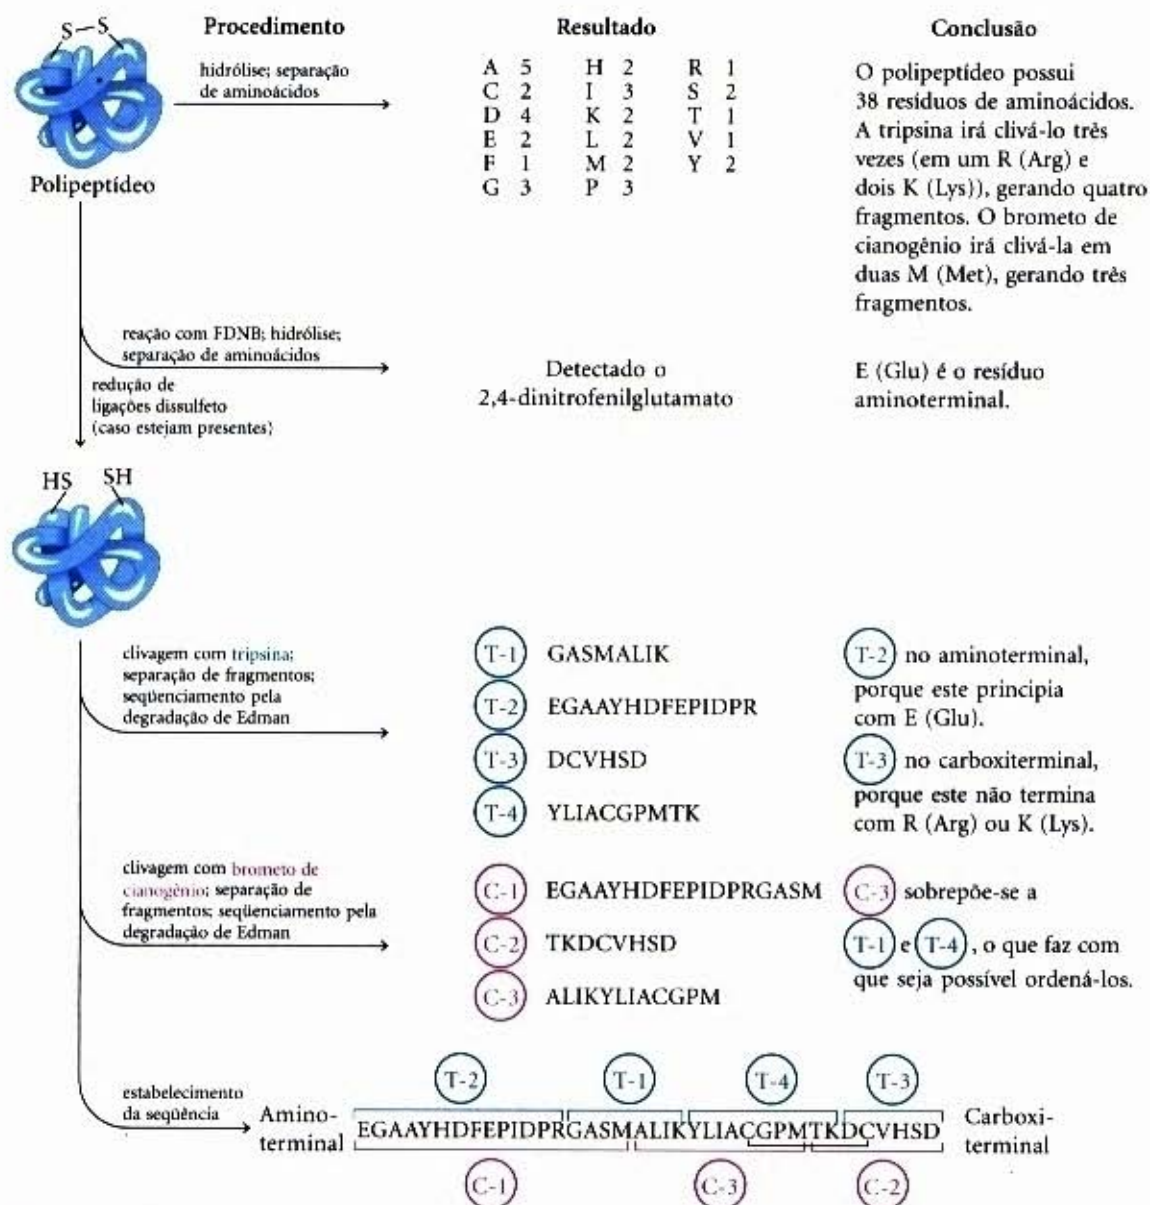 S–S
Polipeptídeo
Procedimento
hidrólise; separação
de aminoácidos
Resultado
A 5 H 2 R 1
C 2 I 3 S 2
D 4 K 2 T 1
E 2 L 2 V 1
F 1 M 2 Y 2
G 3 P 3
Conclusão
O polipeptídeo possui
38 resíduos de aminoácidos.
A tripsina irá clivá-lo três
vezes (em um R (Arg) e
dois K (Lys)), gerando quatro
fragmentos. O brometo de
cianogênio irá clivá-la em
duas M (Met), gerando três
fragmentos.
reação com FDNB; hidrólise;
separação de aminoácidos
Detectado o
2,4-dinitrofenilglutamato
E (Glu) é o resíduo
aminoterminal.
redução de
ligações dissulfeto
(caso estejam presentes)
HS SH
clivagem com tripsina;
separação de fragmentos;
seqüenciamento pela
degradação de Edman
T-1 GASMALIK
T-2 EGAAYHDFEPIDPR
T-3 DCVHSD
T-4 YLIACGPMTK
T-2 no aminoterminal,
porque este principia
com E (Glu).
T-3 no carboxiterminal,
porque este não termina
com R (Arg) ou K (Lys).
clivagem com brometo de
cianogênio; separação de
fragmentos; seqüenciamento pela
degradação de Edman
C-1 EGAAYHDFEPIDPRGASM
C-2 TKDCVHSD
C-3 ALIKYLIACGPM
C-3 sobrepõe-se a
T-1 e T-4, o que faz com
que seja possível ordená-los.
estabelecimento
da seqüência
Amino-
terminal
T-2 T-1 T-4 T-3
EGAAYHDFEPIDPRGASMALIKYLIACGPMTKDCVHSD
C-1 C-3 C-2
Carboxi-
terminal